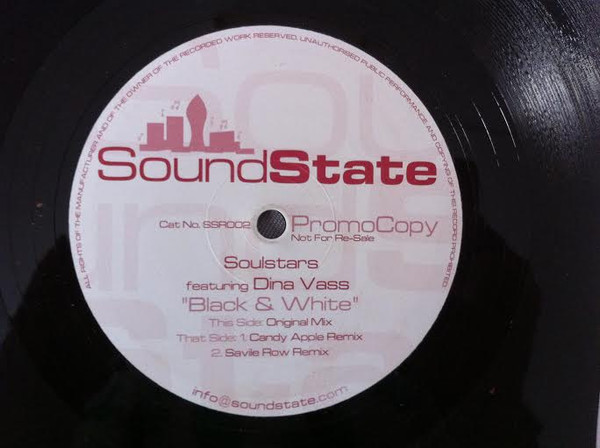 ALL RIGHTS OF THE MANUFACTURER AND OF THE OWNER OF THE RECORDED WORK RESERVED. UNAUTHORISED PUBLIC PERFORMANCE AND COPYING OF THE RECORD PROHIBITED.
SoundState
Cat No. SSR002
PromoCopy
Not For Re-Sale
Soulstars
featuring Dina Vass
"Black & White"
This Side: Original Mix
That Side: 1. Candy Apple Remix
2. Savile Row Remix
info@soundstate.com